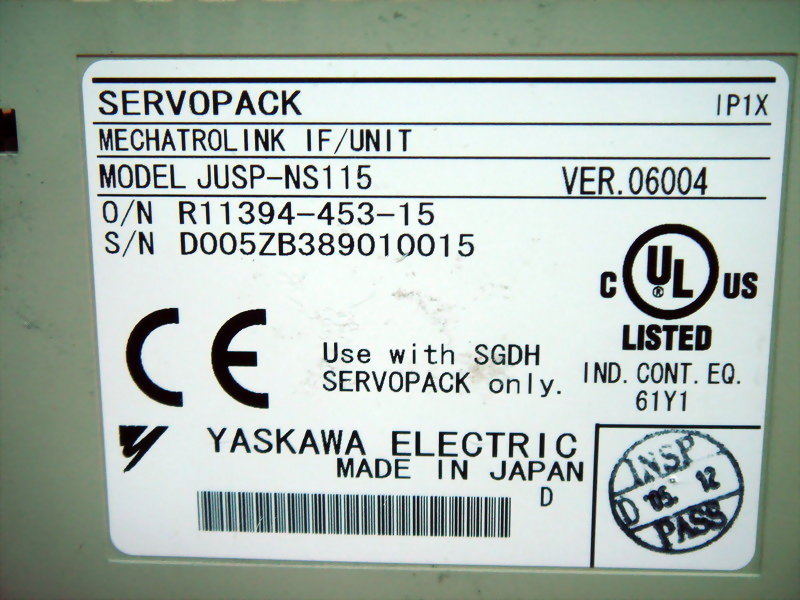 SERVOPACK IP1X
MECHATROLINK IF/UNIT
MODEL JUSP-NS115 VER.06004
O/N R11394-453-15
S/N D005ZB389010015
C UL US
®
LISTED
IND. CONT. EQ.
61Y1
CE
Use with SGDH
SERVOPACK only.
YASKAWA ELECTRIC
MADE IN JAPAN
D
INSP
D '05. 12
PASS